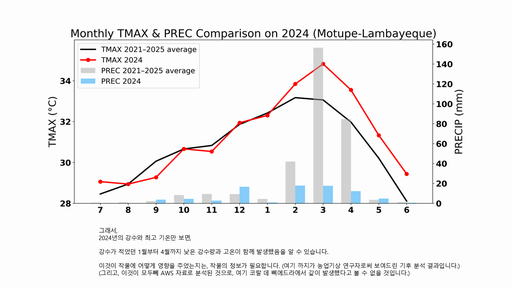 Monthly TMAX & PREC Comparison on 2024 (Motupe-Lambayeque)
TMAX 2021–2025 average
TMAX 2024
PREC 2021–2025 average
PREC 2024
TMAX (°C)
34
32
30
28
PRECIP (mm)
160
140
120
100
80
60
40
20
0
7 8 9 10 11 12 1 2 3 4 5 6
그래서,
2024년의 강수와 최고 기온만 보면,
강수가 적었던 1월부터 4월까지 낮은 강수량과 고온이 함께 발생했음을 알 수 있습니다.
이것이 작물에 어떻게 영향을 주었는지는, 작물의 정보가 필요합니다. (여기 까지가 농업기상 연구자로써 보여드린 기후 분석 결과입니다.)
(그리고, 이것이 모두빼 AWS 자료로 분석된 것으로, 여기 코랄 데 삐에드라에서 같이 발생했다고 볼 수 없을 것입니다.)